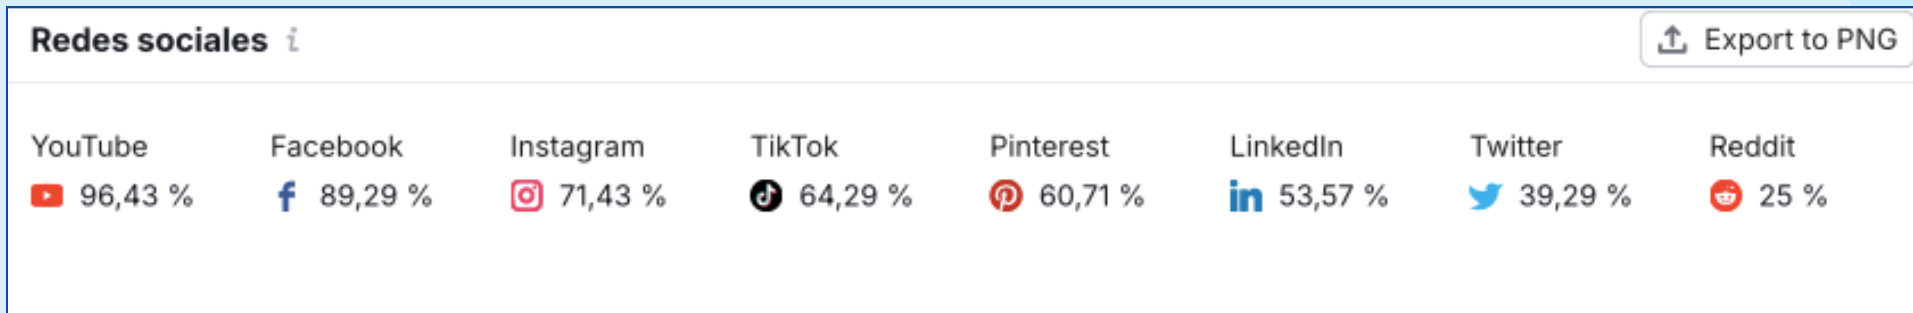 Redes sociales
Export to PNG
YouTube Facebook Instagram TikTok Pinterest LinkedIn Twitter Reddit
96,43 % 89,29 % 71,43 % 64,29 % 60,71 % 53,57 % 39,29 % 25 %